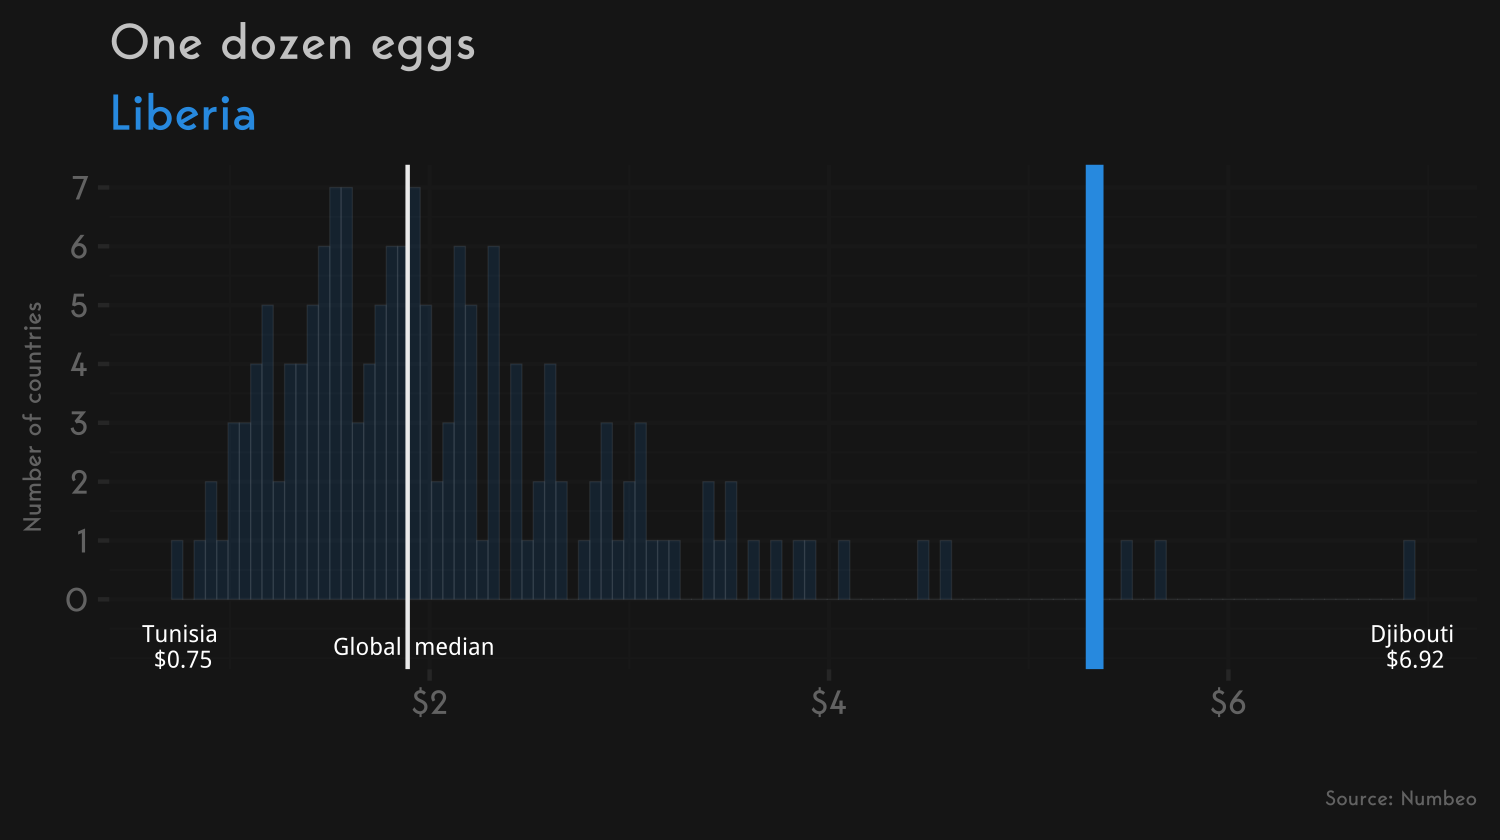 One dozen eggs
Liberia
Number of countries
7
6
5
4
3
2
1
0
Tunisia
$0.75
Global median
Djibouti
$6.92
$2
$4
$6
Source: Numbeo